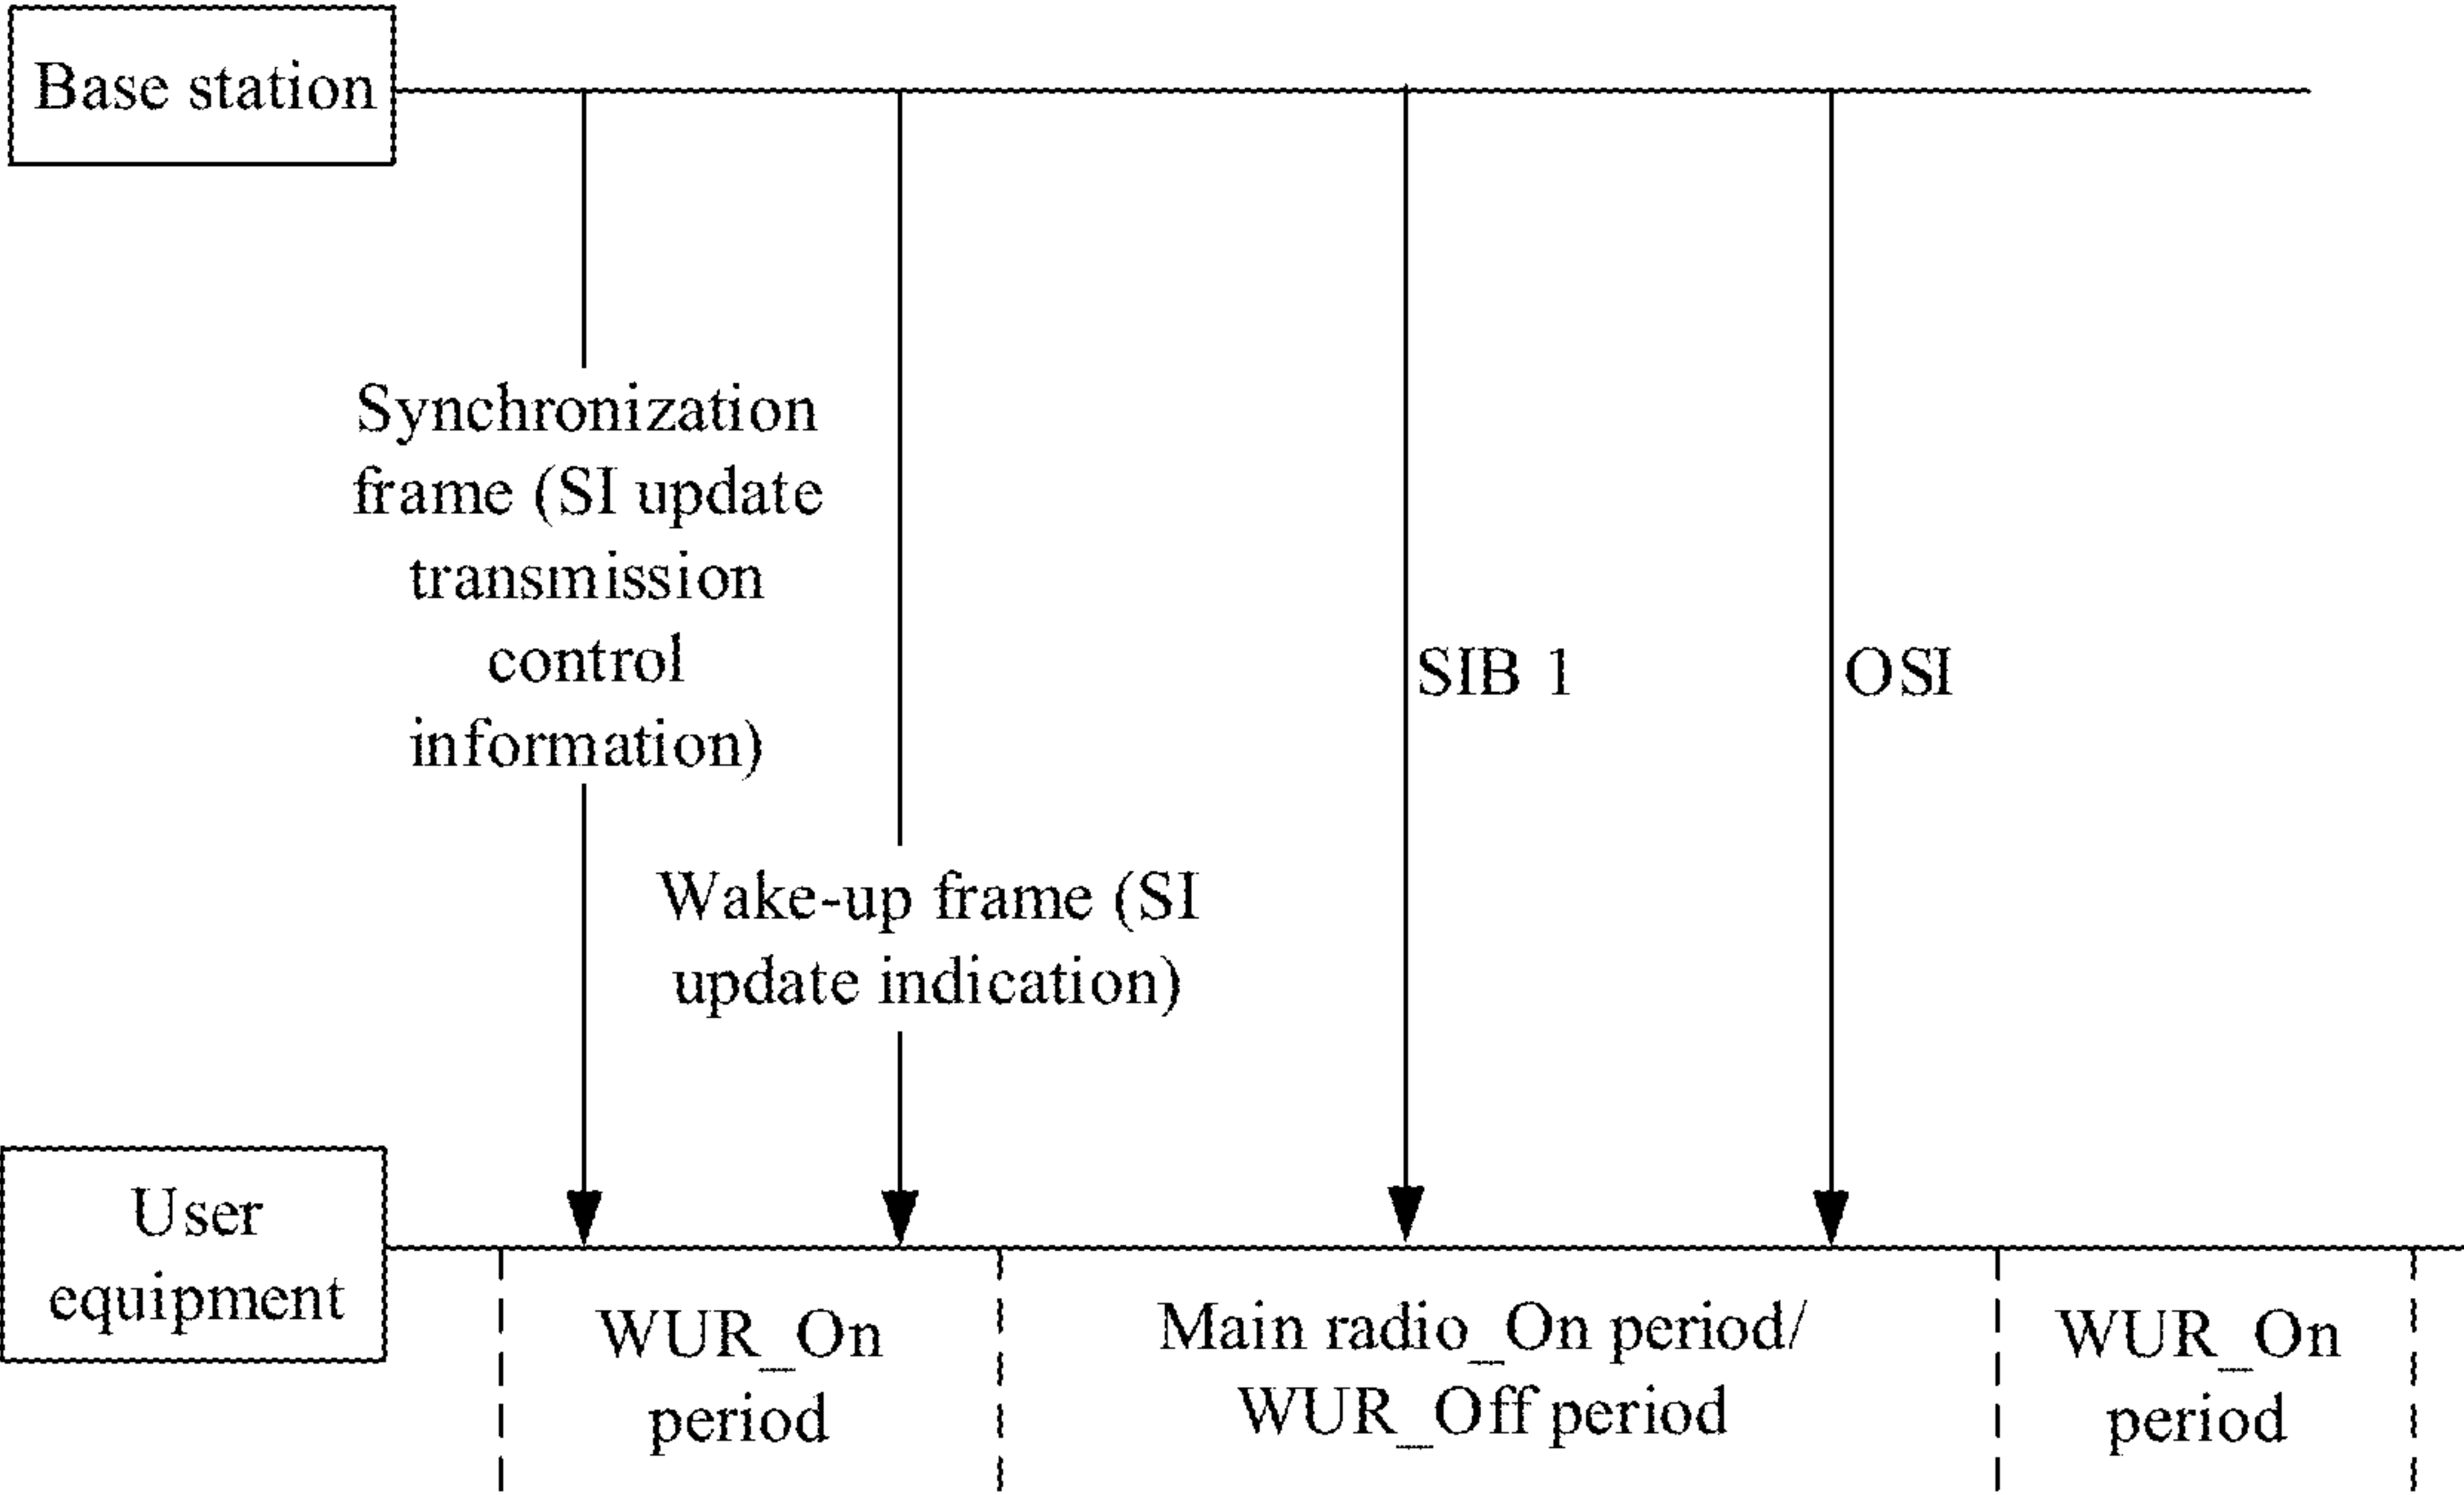 Base station
Synchronization
frame (SI update
transmission
control
information)
Wake-up frame (SI
update indication)
SIB 1
OSI
User
equipment
WUR_On
period
Main radio_On period/
WUR_Off period
WUR_On
period